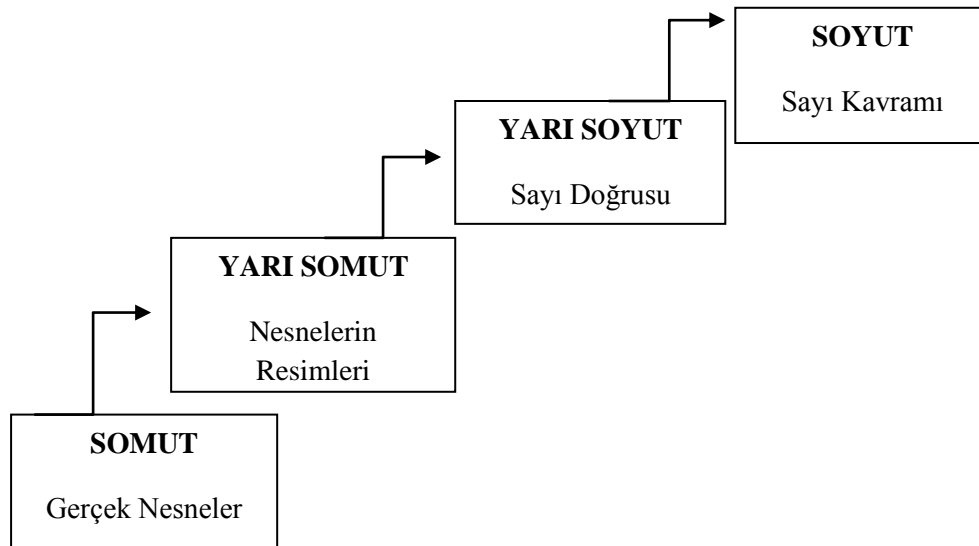 SOYUT
Sayı Kavramı
YARI SOYUT
Sayı Doğrusu
YARI SOMUT
Nesnelerin
Resimleri
SOMUT
Gerçek Nesneler